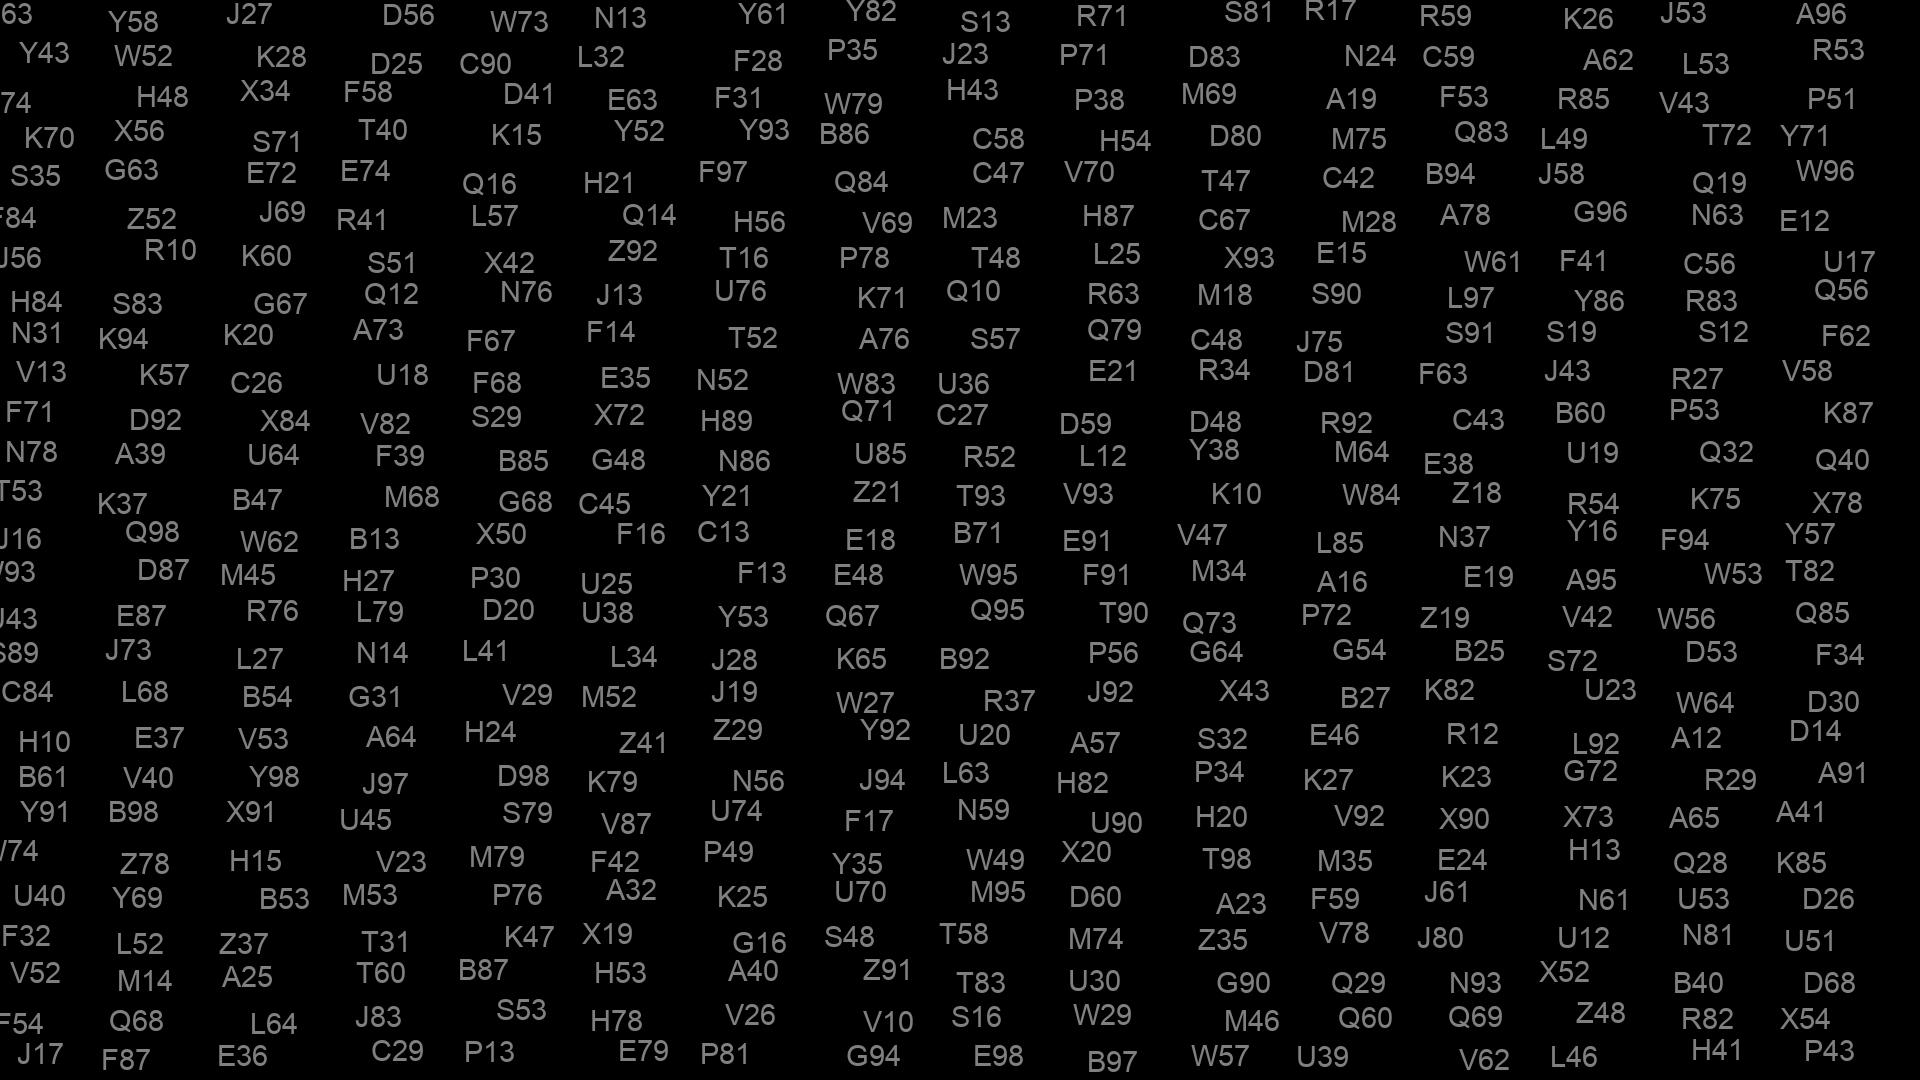 63 Y58 J27 D56 W73 N13 Y61 Y82 S13 R71 S81 R17 R59 K26 J53 A96
Y43 W52 K28 D25 C90 L32 F28 P35 J23 P71 D83 N24 C59 A62 L53 R53
74 H48 X34 F58 D41 E63 F31 W79 H43 P38 M69 A19 F53 R85 V43 P51
K70 X56 S71 T40 K15 Y52 Y93 B86 C58 H54 D80 M75 Q83 L49 T72 Y71
S35 G63 E72 E74 Q16 H21 F97 Q84 C47 V70 T47 C42 B94 J58 Q19 W96
F84 Z52 J69 R41 L57 Q14 H56 V69 M23 H87 C67 M28 A78 G96 N63 E12
J56 R10 K60 S51 X42 Z92 T16 P78 T48 L25 X93 E15 W61 F41 C56 U17
H84 S83 G67 Q12 N76 J13 U76 K71 Q10 R63 M18 S90 L97 Y86 R83 Q56
N31 K94 K20 A73 F67 F14 T52 A76 S57 Q79 C48 J75 S91 S19 S12 F62
V13 K57 C26 U18 F68 E35 N52 W83 U36 E21 R34 D81 F63 J43 R27 V58
F71 D92 X84 V82 S29 X72 H89 Q71 C27 D59 D48 R92 C43 B60 P53 K87
N78 A39 U64 F39 B85 G48 N86 U85 R52 L12 Y38 M64 E38 U19 Q32 Q40
T53 K37 B47 M68 G68 C45 Y21 Z21 T93 V93 K10 W84 Z18 R54 K75 X78
J16 Q98 W62 B13 X50 F16 C13 E18 B71 E91 V47 L85 N37 Y16 F94 Y57
93 D87 M45 H27 P30 U25 F13 E48 W95 F91 M34 A16 E19 A95 W53 T82
43 E87 R76 L79 D20 U38 Y53 Q67 Q95 T90 Q73 P72 Z19 V42 W56 Q85
S89 J73 L27 N14 L41 L34 J28 K65 B92 P56 G64 G54 B25 S72 D53 F34
C84 L68 B54 G31 V29 M52 J19 W27 R37 J92 X43 B27 K82 U23 W64 D30
H10 E37 V53 A64 H24 Z41 Z29 Y92 U20 A57 S32 E46 R12 L92 A12 D14
B61 V40 Y98 J97 D98 K79 N56 J94 L63 H82 P34 K27 K23 G72 R29 A91
Y91 B98 X91 U45 S79 V87 U74 F17 N59 U90 H20 V92 X90 X73 A65 A41
74 Z78 H15 V23 M79 F42 P49 Y35 W49 X20 T98 M35 E24 H13 Q28 K85
U40 Y69 B53 M53 P76 A32 K25 U70 M95 D60 A23 F59 J61 N61 U53 D26
F32 L52 Z37 T31 K47 X19 G16 S48 T58 M74 Z35 V78 J80 U12 N81 U51
V52 M14 A25 T60 B87 H53 A40 Z91 T83 U30 G90 Q29 N93 X52 B40 D68
F54 Q68 L64 J83 S53 H78 V26 V10 S16 W29 M46 Q60 Q69 Z48 R82 X54
J17 F87 E36 C29 P13 E79 P81 G94 E98 B97 W57 U39 V62 L46 H41 P43